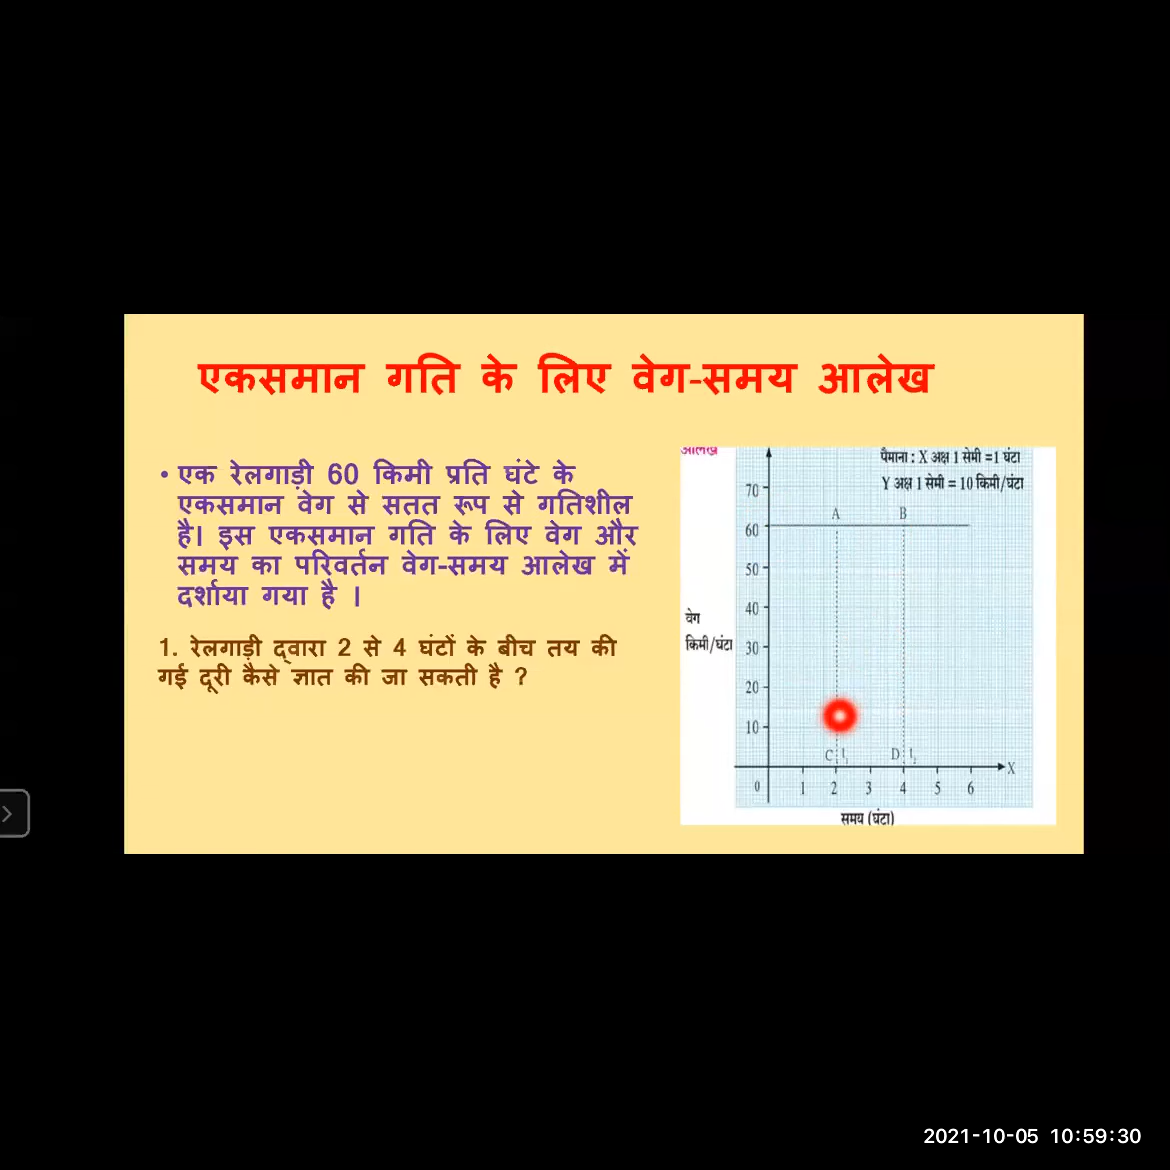 एकसमान गति के लिए वेग-समय आलेख
• एक रेलगाड़ी 60 किमी प्रति घंटे के
एकसमान वेग से सतत रूप से गतिशील
है। इस एकसमान गति के लिए वेग और
समय का परिवर्तन वेग-समय आलेख में
दर्शाया गया है ।
1. रेलगाड़ी द्वारा 2 से 4 घंटों के बीच तय की
गई दूरी कैसे ज्ञात की जा सकती है ?
आलेख
पैमाना : X अक्ष 1 सेमी =1 घंटा
Y अक्ष 1 सेमी = 10 किमी/घंटा
70
A B
60
50
40
वेग
किमी/घंटा 30
20
10
C t₁ D t₂
X
0 1 2 3 4 5 6
समय (घंटा)
2021-10-05 10:59:30